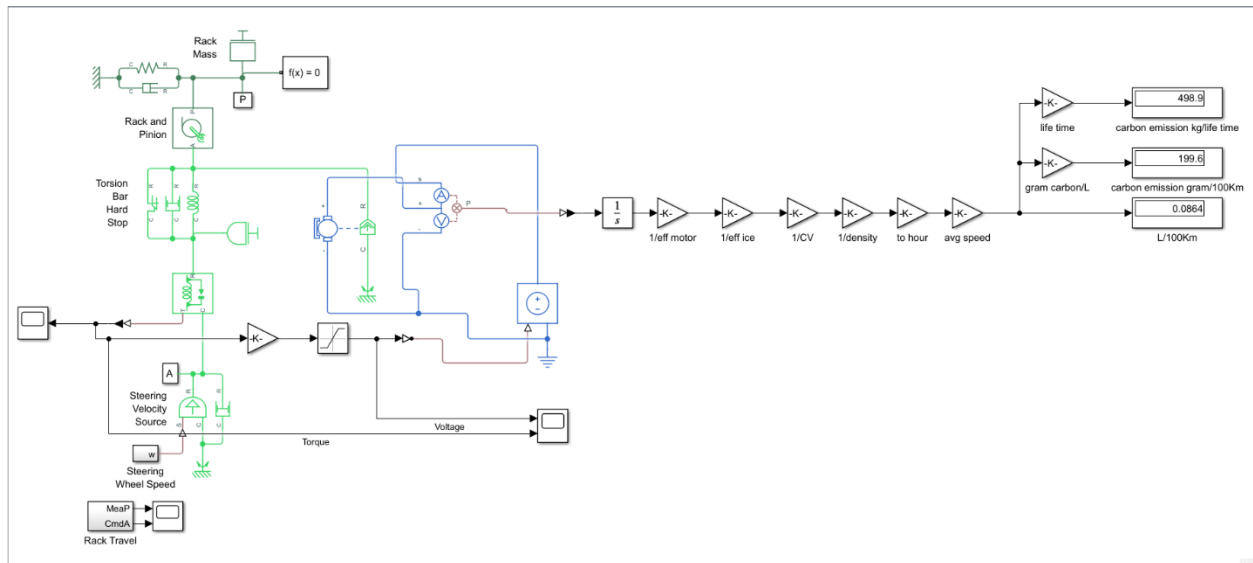 Rack
Mass
f(x) = 0
P
Rack and
Pinion
Torsion
Bar
Hard
Stop
A
Steering
Velocity
Source
w
Steering
Wheel Speed
MeaP
CmdA
Rack Travel
-K-
Torque
Voltage
C R
C R
P
A
R R R
C C
R
C
R
T C
R R
S C C
+
-
s
+
-
A
V
P
+
-
1
s
-K- -K- -K- -K- -K- -K-
1/eff motor 1/eff ice 1/CV 1/density to hour avg speed
-K-
life time
498.9
carbon emission kg/life time
-K-
gram carbon/L
199.6
carbon emission gram/100Km
0.0864
L/100Km